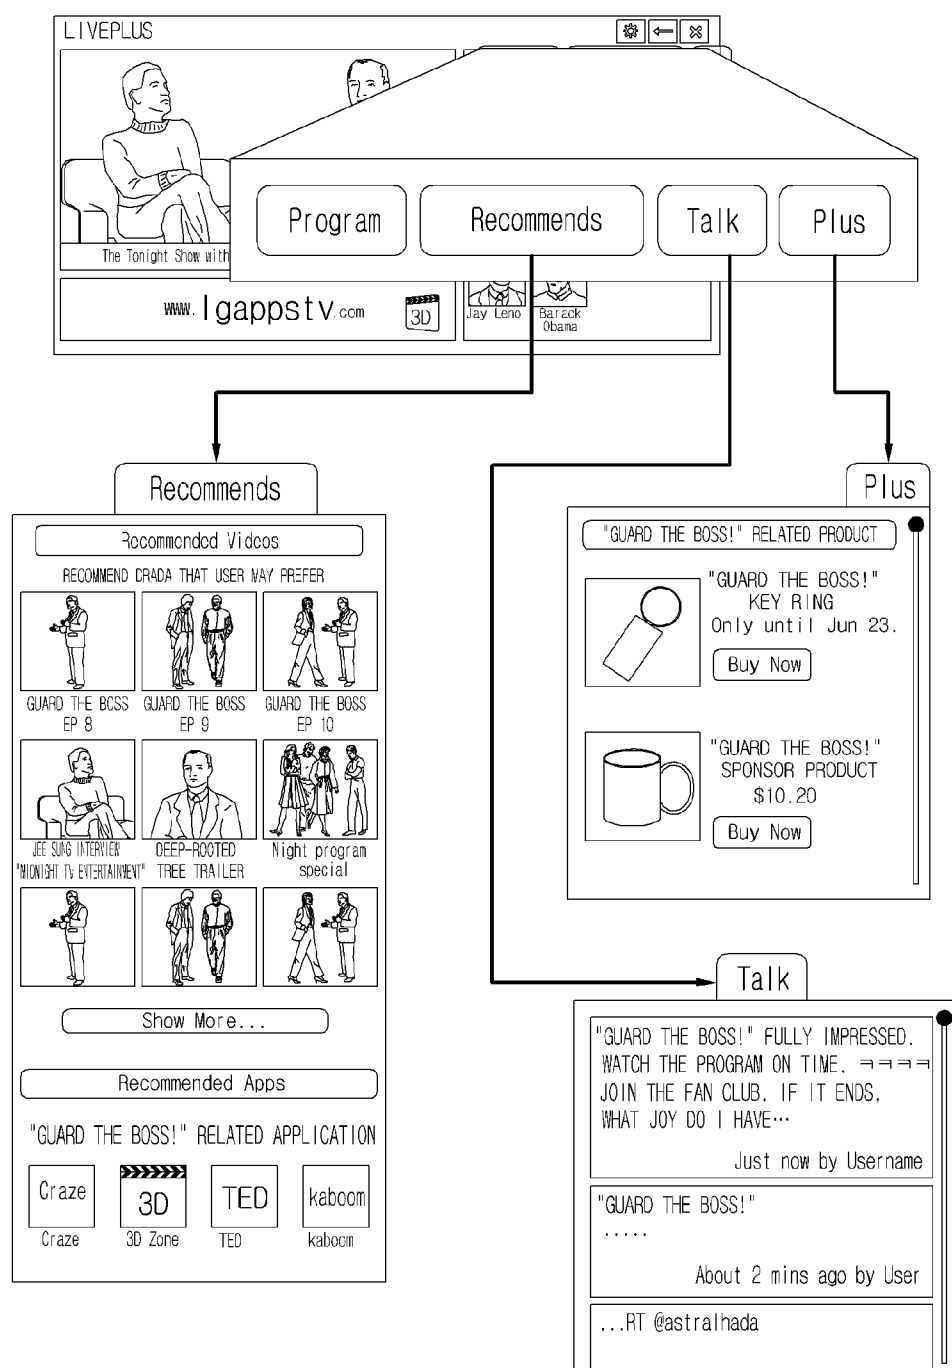 LIVEPLUS
Program
Recommends
Talk
Plus
The Tonight Show with
www.lgappstv.com
3D
Jay Leno
Barack
Obama
Recommends
Recommended Videos
RECOMMEND DRADA THAT USER MAY PREFER
GUARD THE BOSS
EP 8
GUARD THE BOSS
EP 9
GUARD THE BOSS
EP 10
JEE SUNG INTERVIEW
"MIDNIGHT TV ENTERTAINMENT"
DEEP-ROOTED
TREE TRAILER
Night program
special
Show More...
Recommended Apps
"GUARD THE BOSS!" RELATED APPLICATION
Craze
3D
TED
kaboom
Craze
3D Zone
TED
kaboom
Plus
"GUARD THE BOSS!" RELATED PRODUCT
"GUARD THE BOSS!"
KEY RING
Only until Jun 23.
Buy Now
"GUARD THE BOSS!"
SPONSOR PRODUCT
$10.20
Buy Now
Talk
"GUARD THE BOSS!" FULLY IMPRESSED.
WATCH THE PROGRAM ON TIME. ㅋㅋㅋㅋ
JOIN THE FAN CLUB. IF IT ENDS,
WHAT JOY DO I HAVE…
Just now by Username
"GUARD THE BOSS!"
.....
About 2 mins ago by User
...RT @astralhada